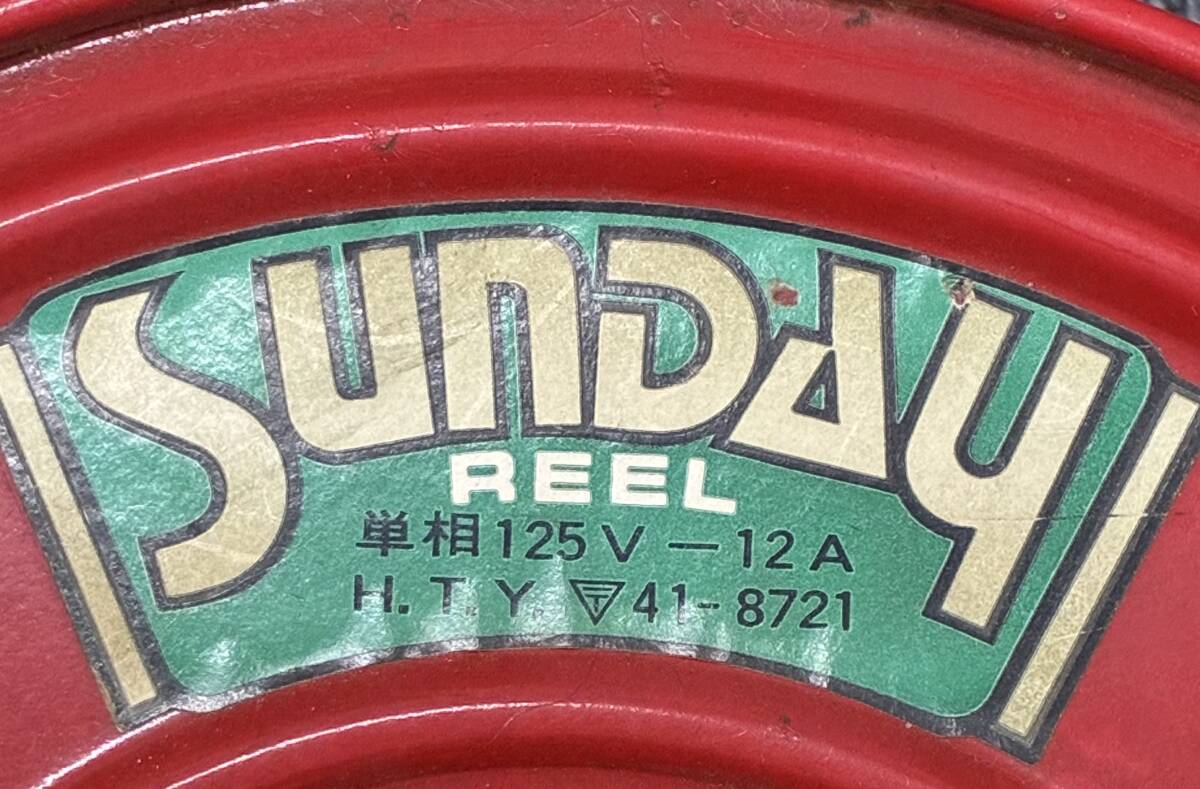 SUNDAY
REEL
単相125V－12A
H.T.Y. 〒41-8721